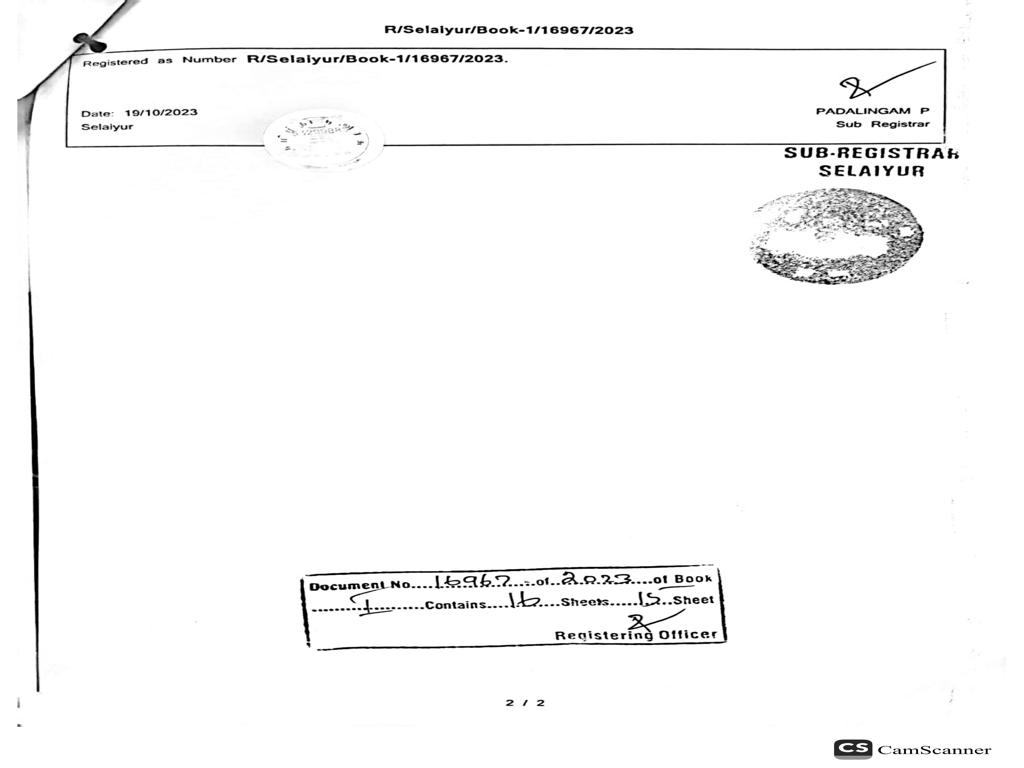 R/Selaiyur/Book-1/16967/2023
Registered as Number R/Selaiyur/Book-1/16967/2023.
Date: 19/10/2023
Selaiyur
PADALINGAM P
Sub Registrar
SUB-REGISTRAR
SELAIYUR
Document No....16967....of....2023....of Book
....I....Contains....16....Sheets....15....Sheet
Registering Officer
2 / 2
CS CamScanner